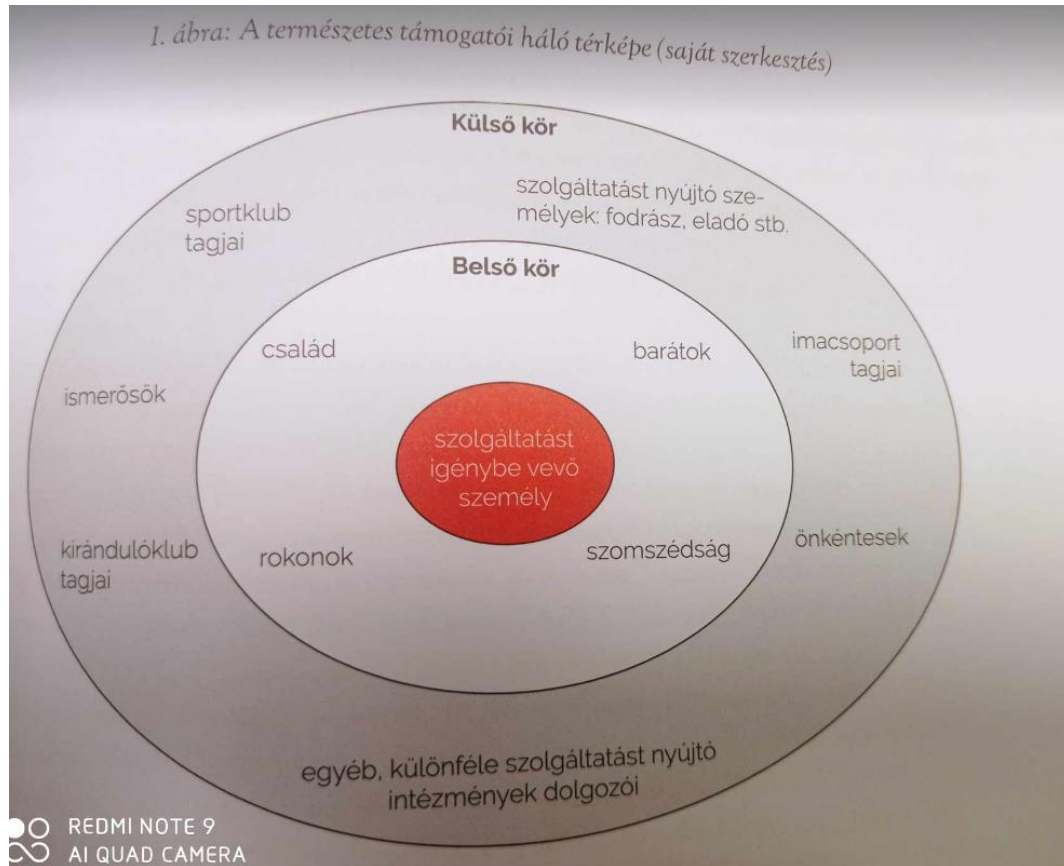 1. ábra: A természetes támogatói háló térképe (saját szerkesztés)
Külső kör
szolgáltatást nyújtó sze-
mélyek: fodrász, eladó stb.
sportklub
tagjai
Belső kör
család
barátok
imacsoport
tagjai
ismerősök
szolgáltatást
igénybe vevő
személy
kirándulóklub
tagjai
rokonok
szomszédság
önkéntesek
egyéb, különféle szolgáltatást nyújtó
intézmények dolgozói
REDMI NOTE 9
AI QUAD CAMERA